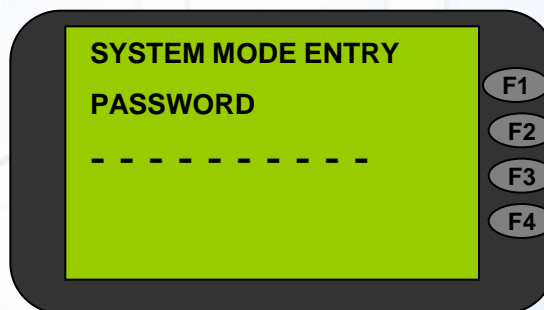 SYSTEM MODE ENTRY
PASSWORD
- - - - - - - - - -
F1
F2
F3
F4